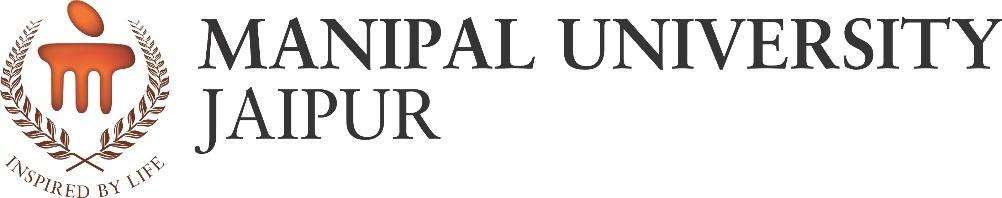 MANIPAL UNIVERSITY
JAIPUR
INSPIRED BY LIFE